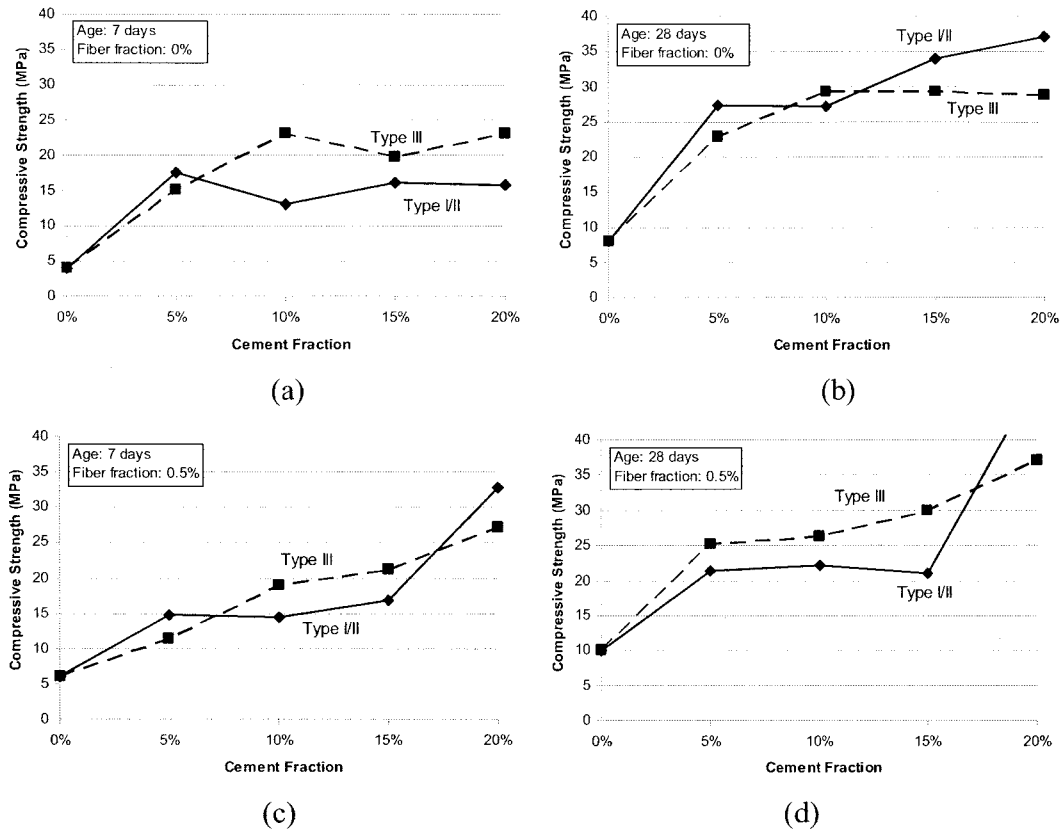 Age: 7 days
Fiber fraction: 0%
Compressive Strength (MPa)
40
35
30
25
20
15
10
5
0
Type III
Type I/II
0% 5% 10% 15% 20%
Cement Fraction
(a)
Age: 28 days
Fiber fraction: 0%
Compressive Strength (MPa)
40
35
30
25
20
15
10
5
0
Type I/II
Type III
0% 5% 10% 15% 20%
Cement Fraction
(b)
Age: 7 days
Fiber fraction: 0.5%
Compressive Strength (MPa)
40
35
30
25
20
15
10
5
0
Type III
Type I/II
0% 5% 10% 15% 20%
Cement Fraction
(c)
Age: 28 days
Fiber fraction: 0.5%
Compressive Strength (MPa)
40
35
30
25
20
15
10
5
0
Type III
Type I/II
0% 5% 10% 15% 20%
Cement Fraction
(d)